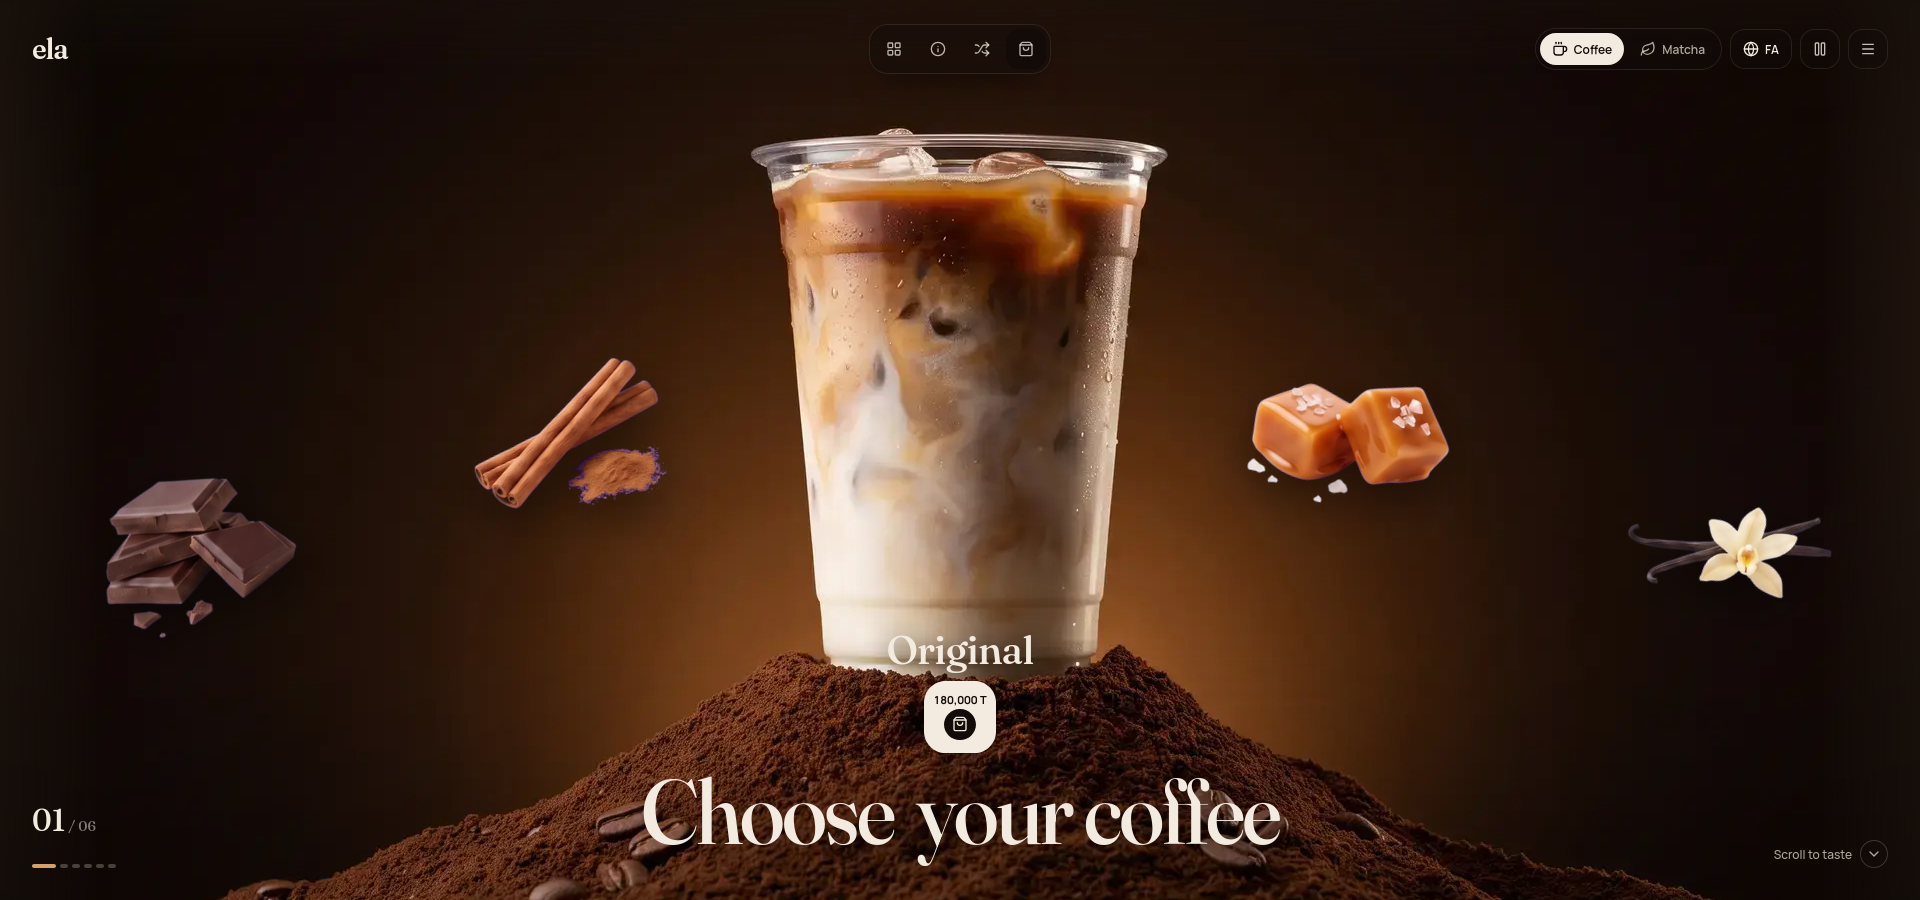 ela
Coffee
Matcha
FA
Original
180,000 T
Choose your coffee
01 / 06
Scroll to taste